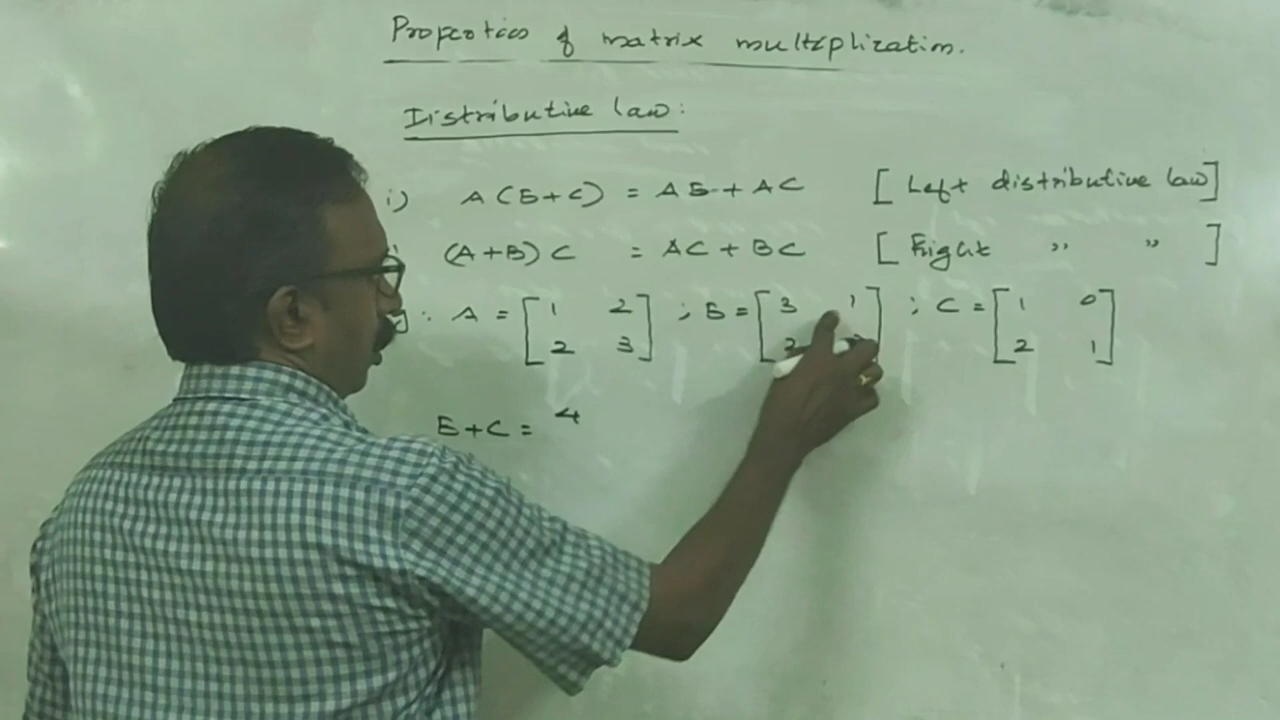 Properties of matrix multiplication.
Distributive law:
i) A(B+C) = AB + AC [Left distributive law]
(A+B)C = AC + BC [Right " "]
: A = [1 2 ; B = [3 1] ; C = [1 0
2 3] 2 2 1]
B+C = 4